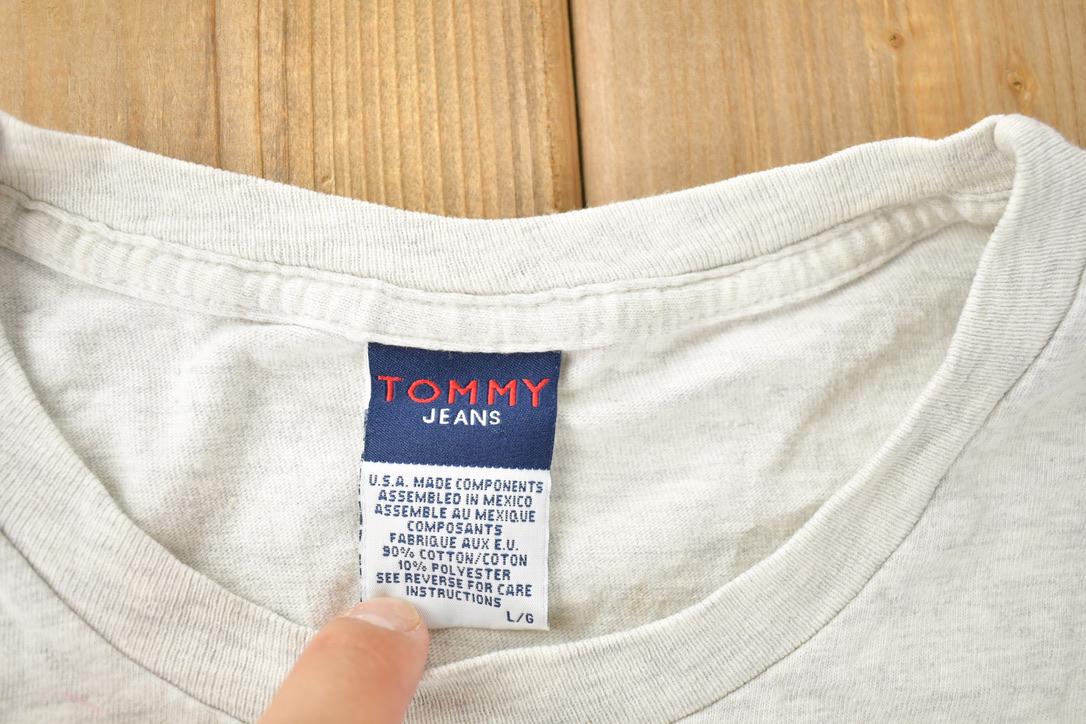 TOMMY
JEANS
U.S.A. MADE COMPONENTS
ASSEMBLED IN MEXICO
ASSEMBLE AU MEXIQUE
COMPOSANTS
FABRIQUE AUX E.U.
90% COTTON/COTON
10% POLYESTER
SEE REVERSE FOR CARE
INSTRUCTIONS
L/G